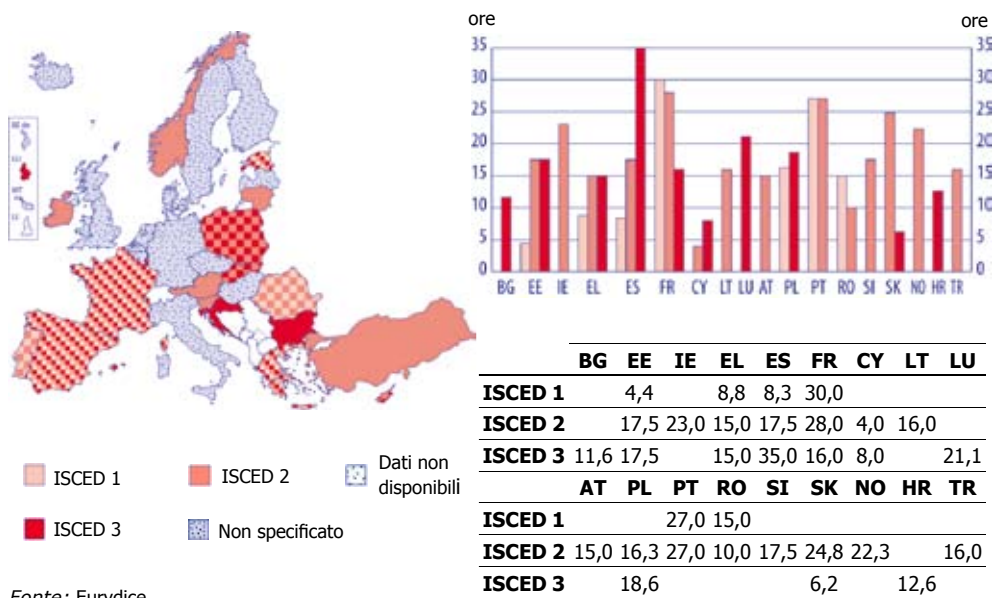 ore ore
35 35
30 30
25 25
20 20
15 15
10 10
5 5
0 0
BG EE IE EL ES FR CY LT LU AT PL PT RO SI SK NO HR TR
BG EE IE EL ES FR CY LT LU
ISCED 1 4,4 8,8 8,3 30,0
ISCED 2 17,5 23,0 15,0 17,5 28,0 4,0 16,0
ISCED 3 11,6 17,5 15,0 35,0 16,0 8,0 21,1
AT PL PT RO SI SK NO HR TR
ISCED 1 27,0 15,0
ISCED 2 15,0 16,3 27,0 10,0 17,5 24,8 22,3 16,0
ISCED 3 18,6 6,2 12,6
ISCED 1 ISCED 2 Dati non
disponibili
ISCED 3 Non specificato
Fonte: Eurydice